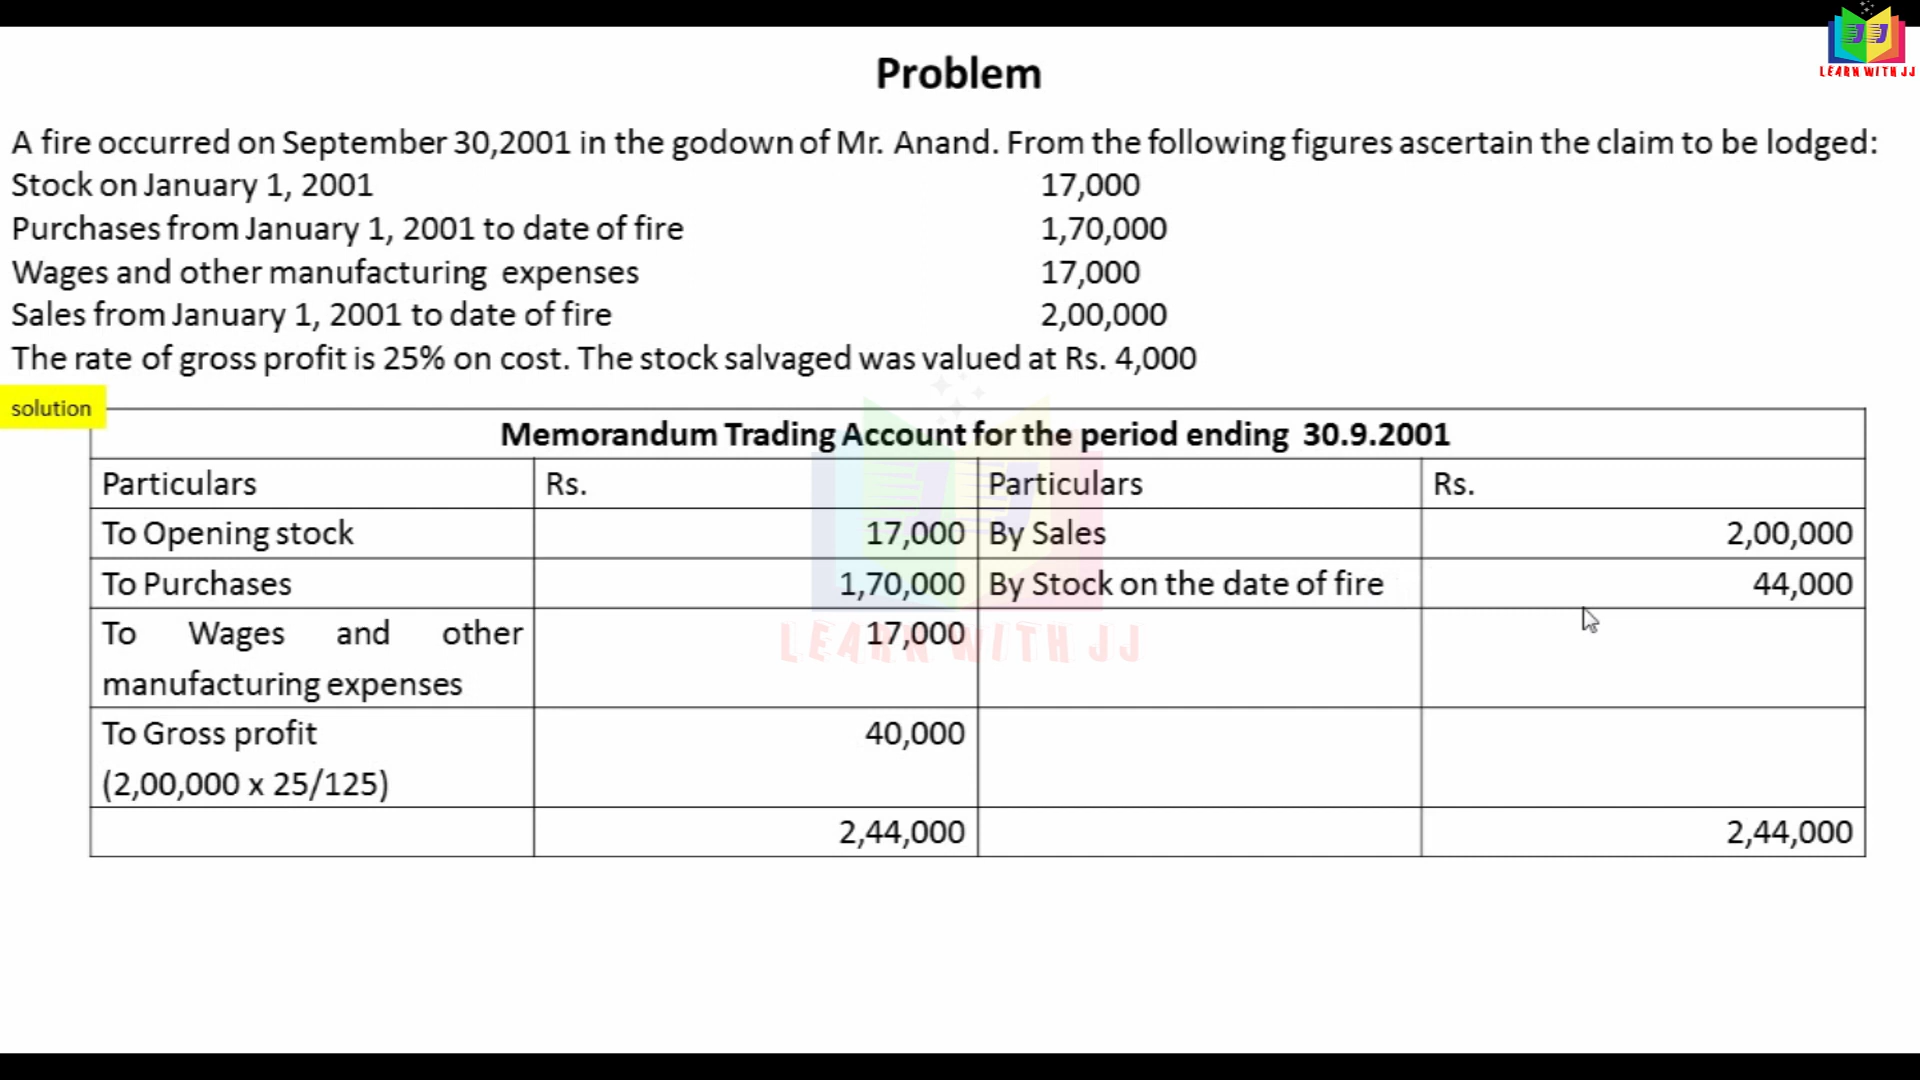 LEARN WITH JJ
Problem
A fire occurred on September 30,2001 in the godown of Mr. Anand. From the following figures ascertain the claim to be lodged:
Stock on January 1, 2001 17,000
Purchases from January 1, 2001 to date of fire 1,70,000
Wages and other manufacturing expenses 17,000
Sales from January 1, 2001 to date of fire 2,00,000
The rate of gross profit is 25% on cost. The stock salvaged was valued at Rs. 4,000
solution
Memorandum Trading Account for the period ending 30.9.2001
Particulars Rs. Particulars Rs.
To Opening stock 17,000 By Sales 2,00,000
To Purchases 1,70,000 By Stock on the date of fire 44,000
To Wages and other 17,000
manufacturing expenses
LEARN WITH JJ
To Gross profit 40,000
(2,00,000 x 25/125)
2,44,000 2,44,000